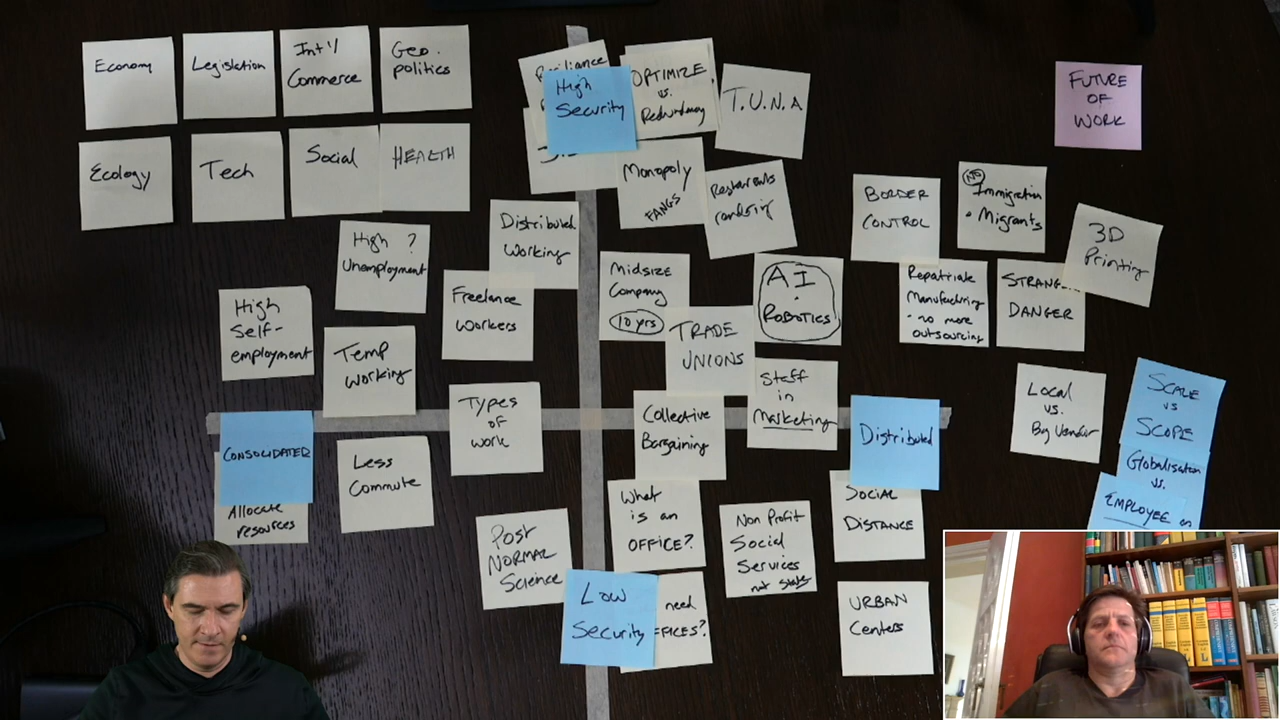 Economy
Legislation
Int'l
Commerce
Geo.
politics
Ecology
Tech
Social
HEALTH
High
Security
OPTIMIZE
vs.
Redundancy
T.U.N.A
FUTURE
OF
WORK
Monopoly
FANGS
Restaurants
BORDER
CONTROL
NO
Immigration
• Migrants
3D
Printing
Distributed
Working
High ?
Unemployment
Freelance
Workers
Midsize
Company
10 yrs
AI
•
ROBOTICS
Repatriate
Manufacturing
• no more
outsourcing
DANGER
High
Self-
employment
Temp
Working
TRADE
UNIONS
Staff
in
Marketing
Types
of
work
Collective
Bargaining
Distributed
Local
vs.
SCALE
vs
SCOPE
Globalisation
vs.
EMPLOYEE
CONSOLIDATED
Allocate
resources
Less
Commute
What
is an
OFFICE?
SOCIAL
DISTANCE
Non Profit
Social
Services
not state
POST
NORMAL
Science
Low
Security
need
URBAN
Centers